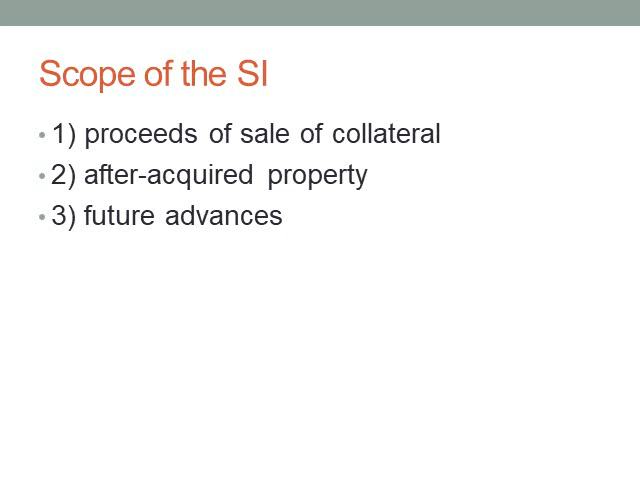 Scope of the SI
• 1) proceeds of sale of collateral
• 2) after-acquired property
• 3) future advances